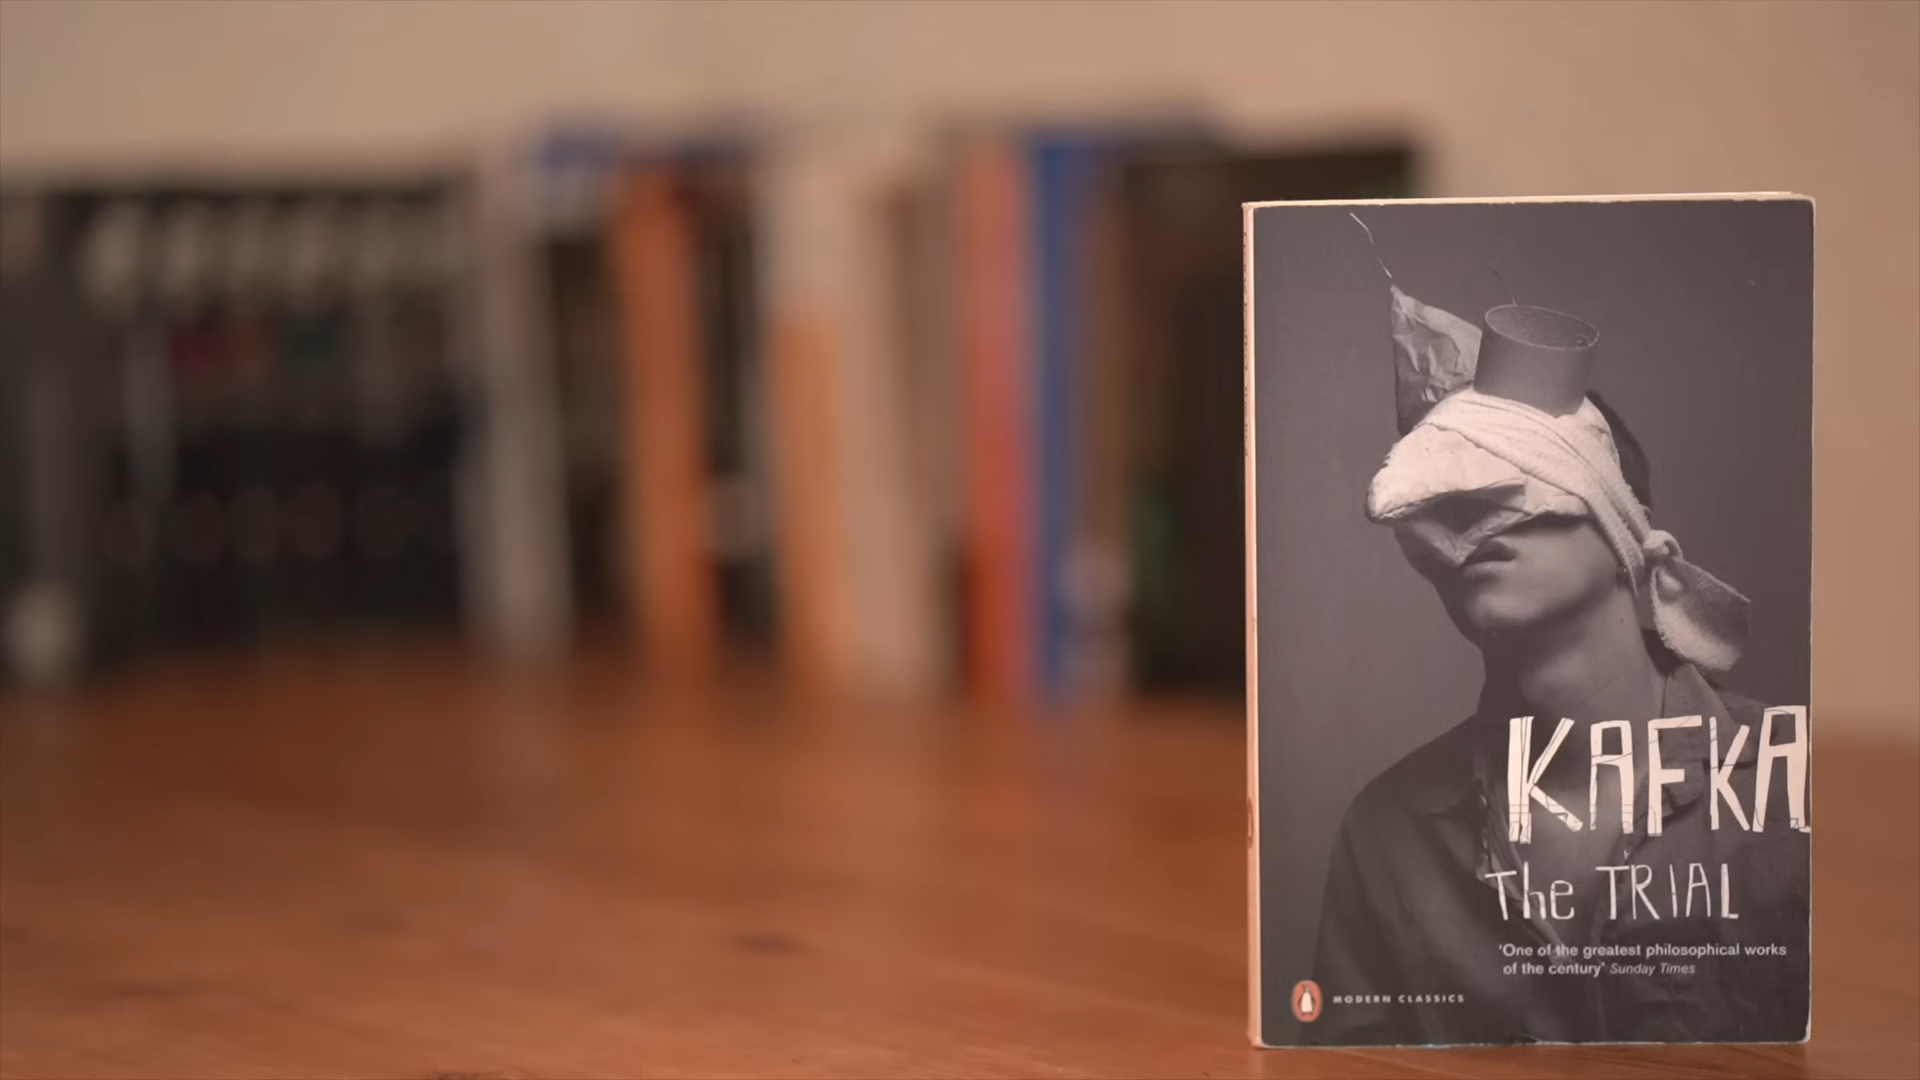 KAFKA
The TRIAL
'One of the greatest philosophical works
of the century' Sunday Times
MODERN CLASSICS